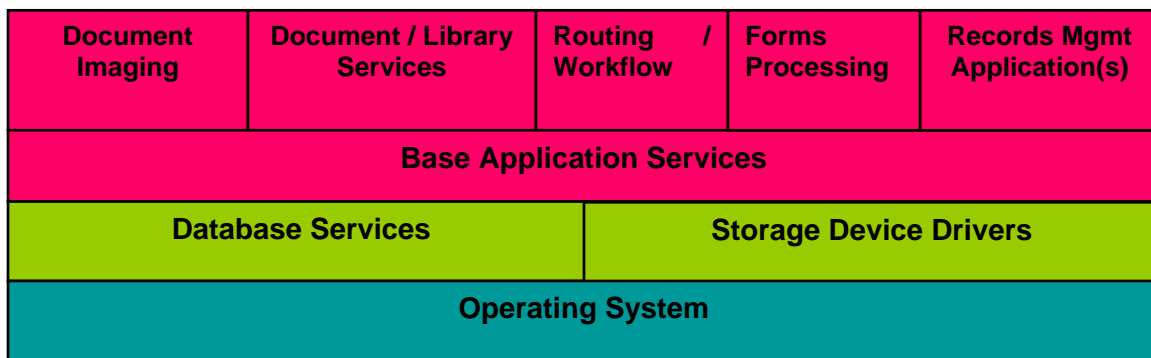 Document
Imaging
Document / Library
Services
Routing /
Workflow
Forms
Processing
Records Mgmt
Application(s)
Base Application Services
Database Services
Storage Device Drivers
Operating System